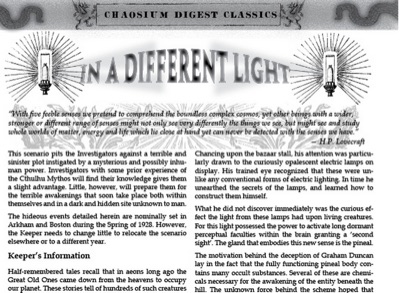 CHAOSIUM DIGEST CLASSICS
IN A DIFFERENT LIGHT
"With five feeble senses we pretend to comprehend the boundless complex cosmos, yet other beings with a wider,
stronger or different range of senses might not only see very differently the things we see, but might see and study
whole worlds of matter, energy and life which lie close at hand yet can never be detected with the senses we have."
H.P. Lovecraft
This scenario pits the Investigators against a terrible and
sinister plot instigated by a mysterious and possibly inhu-
man power. Investigators with some prior experience
of the Cthulhu Mythos will find their knowledge gives them
a slight advantage. Little, however, will prepare them for
the terrible awakenings that soon take place both within
themselves and in a dark and hidden site unknown to man.
The hideous events detailed herein are nominally set in
Arkham and Boston during the Spring of 1928. However,
the Keeper needs to change little to relocate the scenario
elsewhere or to a different year.
Keeper's Information
Half-remembered tales recall that in aeons long ago the
Great Old Ones came down from the heavens to occupy
our planet. These stories tell of hundreds of such creatures
Chancing upon the bazaar stall, his attention was particu-
larly drawn to the curiously opalescent electric lamps on
display. His trained eye recognized that these were un-
like any conventional forms of electric lighting. In time he
unearthed the secrets of the lamps, and learned how to
construct them himself.
What he did not discover immediately was the curious ef-
fect the light from these lamps had upon living creatures.
For this light possessed the power to activate long dormant
perceptual faculties within the brain granting a 'second
sight'. The gland that embodies this new sense is the pineal.
The motivation behind the deception of Graham Duncan
lay in the fact that the fully functioning pineal body con-
tains many occult substances. Several of these are chemi-
cals necessary for the awakening of the entity beneath the
hill. The unknown force behind the scheme hoped that